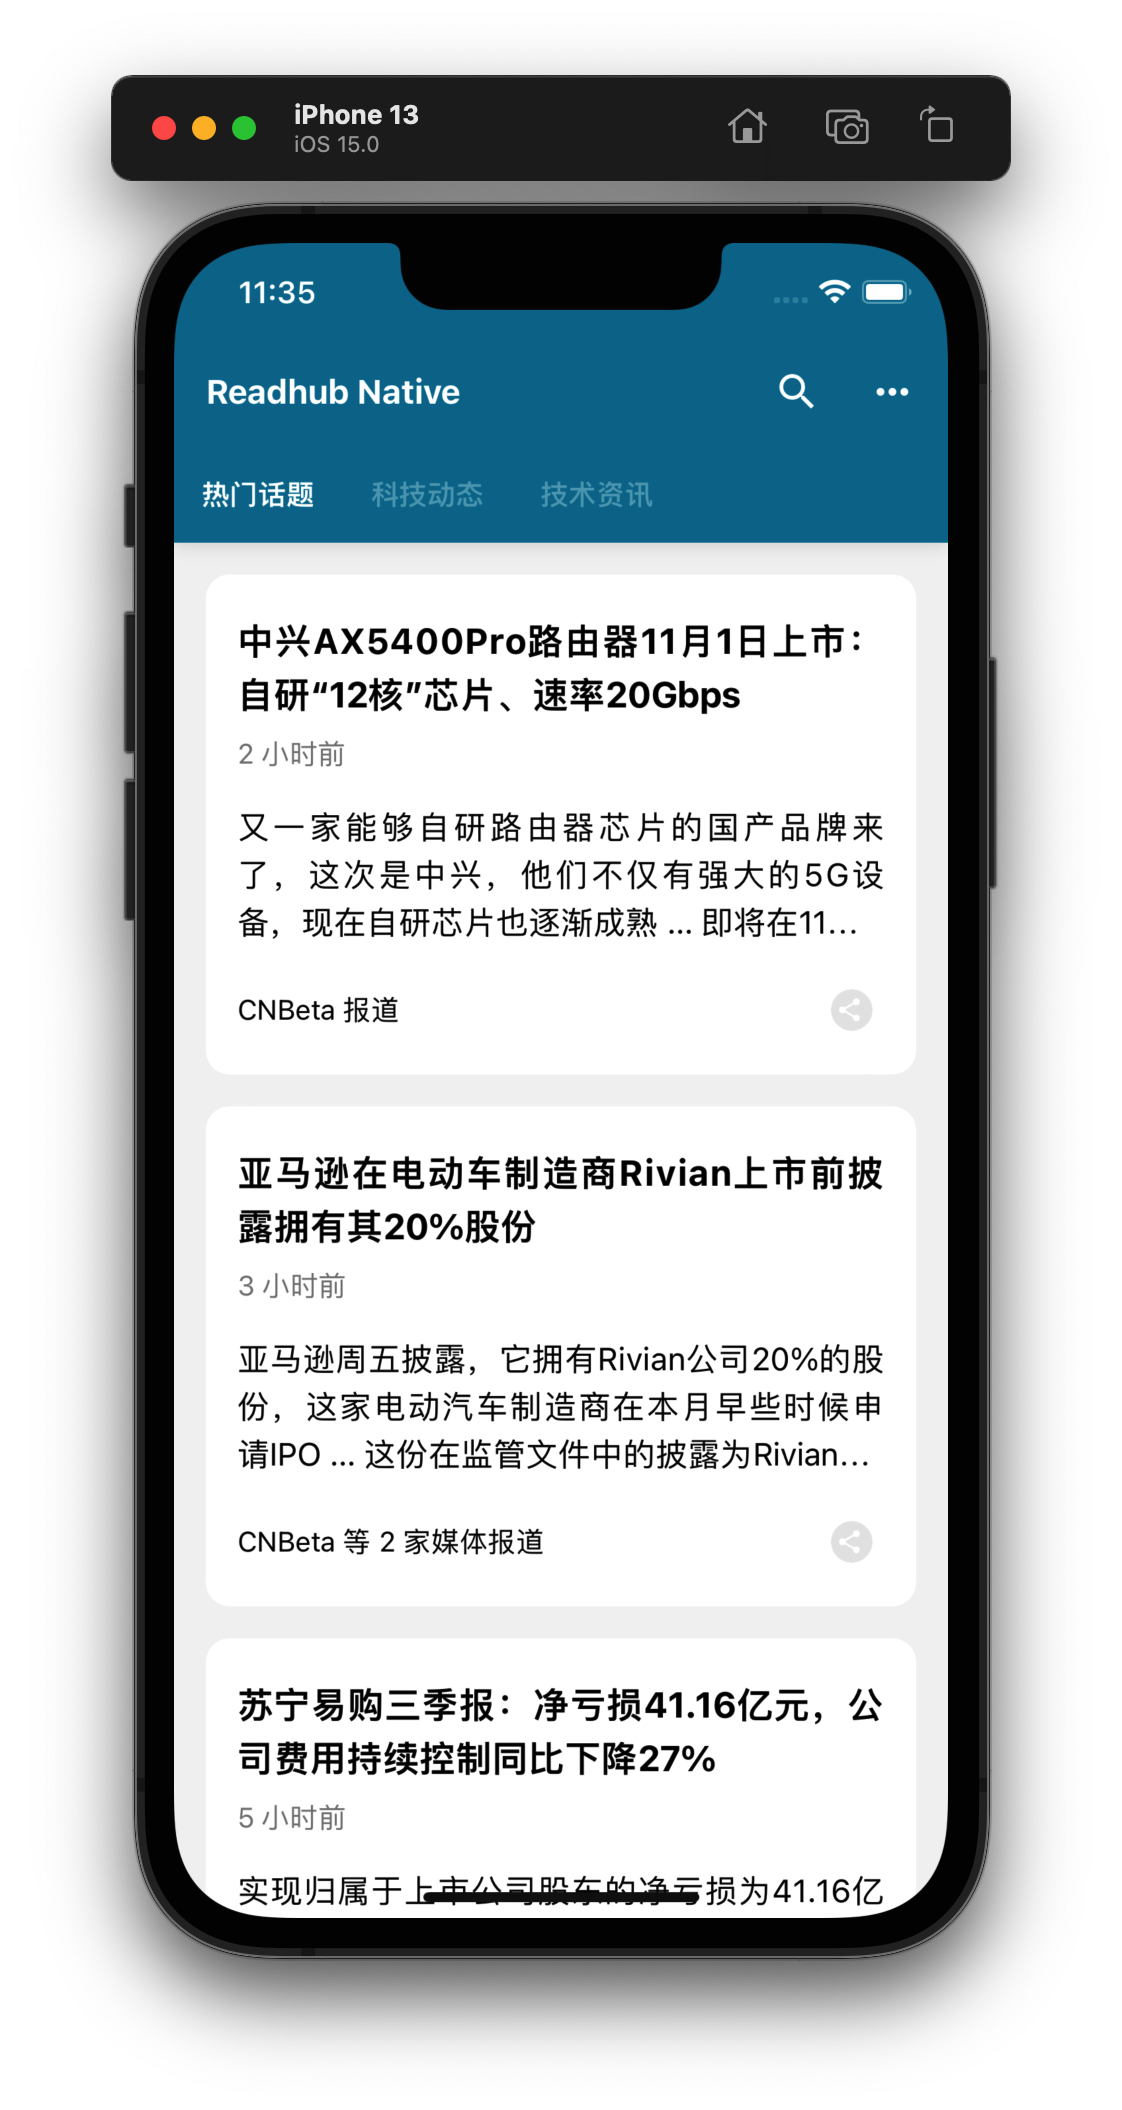 iPhone 13
iOS 15.0
11:35
Readhub Native
热门话题 科技动态 技术资讯
中兴AX5400Pro路由器11月1日上市：
自研“12核”芯片、速率20Gbps
2 小时前
又一家能够自研路由器芯片的国产品牌来
了，这次是中兴，他们不仅有强大的5G设
备，现在自研芯片也逐渐成熟 ... 即将在11...
CNBeta 报道
亚马逊在电动车制造商Rivian上市前披
露拥有其20%股份
3 小时前
亚马逊周五披露，它拥有Rivian公司20%的股
份，这家电动汽车制造商在本月早些时候申
请IPO ... 这份在监管文件中的披露为Rivian...
CNBeta 等 2 家媒体报道
苏宁易购三季报：净亏损41.16亿元，公
司费用持续控制同比下降27%
5 小时前
实现归属于上市公司股东的净亏损为41.16亿